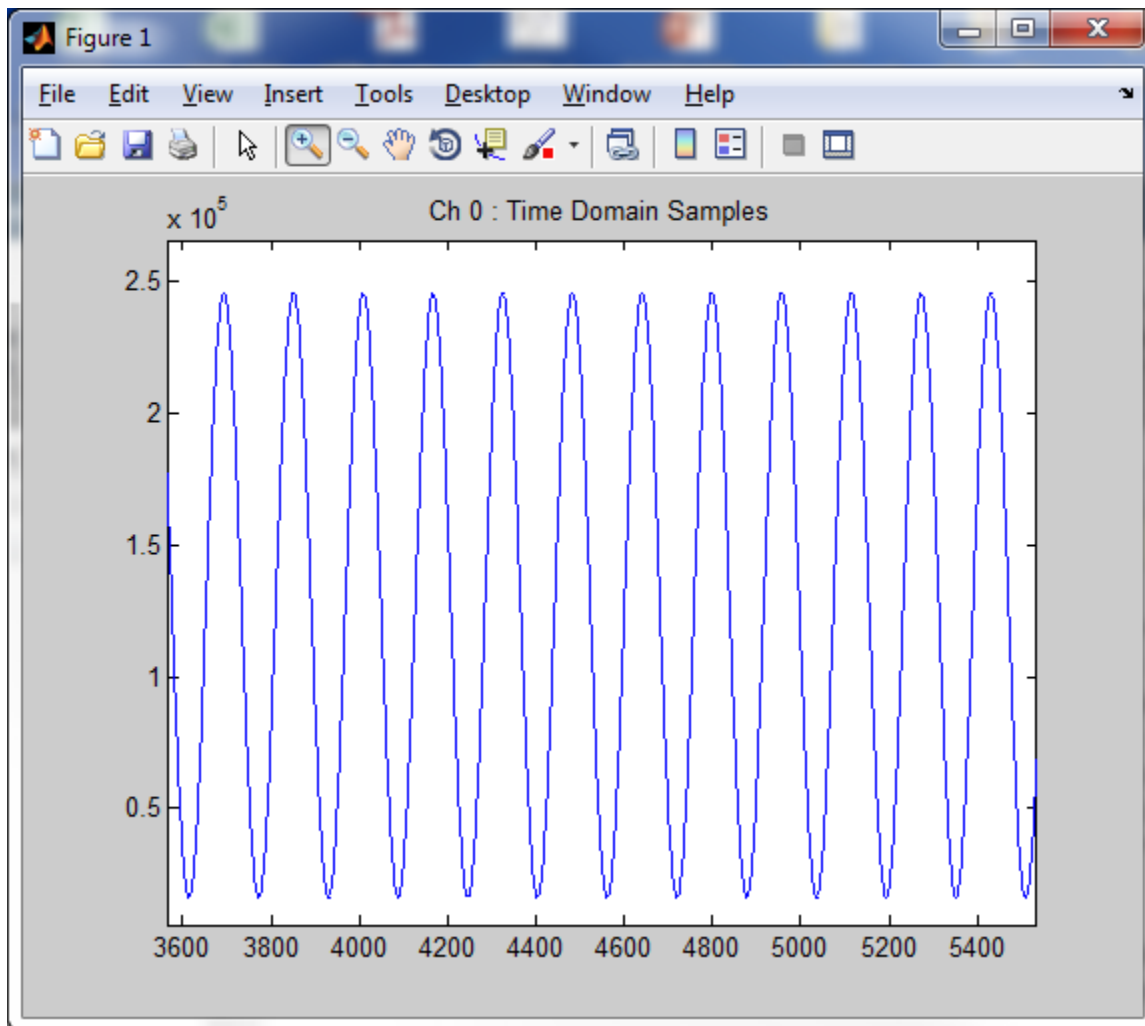 Figure 1
File Edit View Insert Tools Desktop Window Help
x 10^5
Ch 0 : Time Domain Samples
2.5
2
1.5
1
0.5
3600 3800 4000 4200 4400 4600 4800 5000 5200 5400